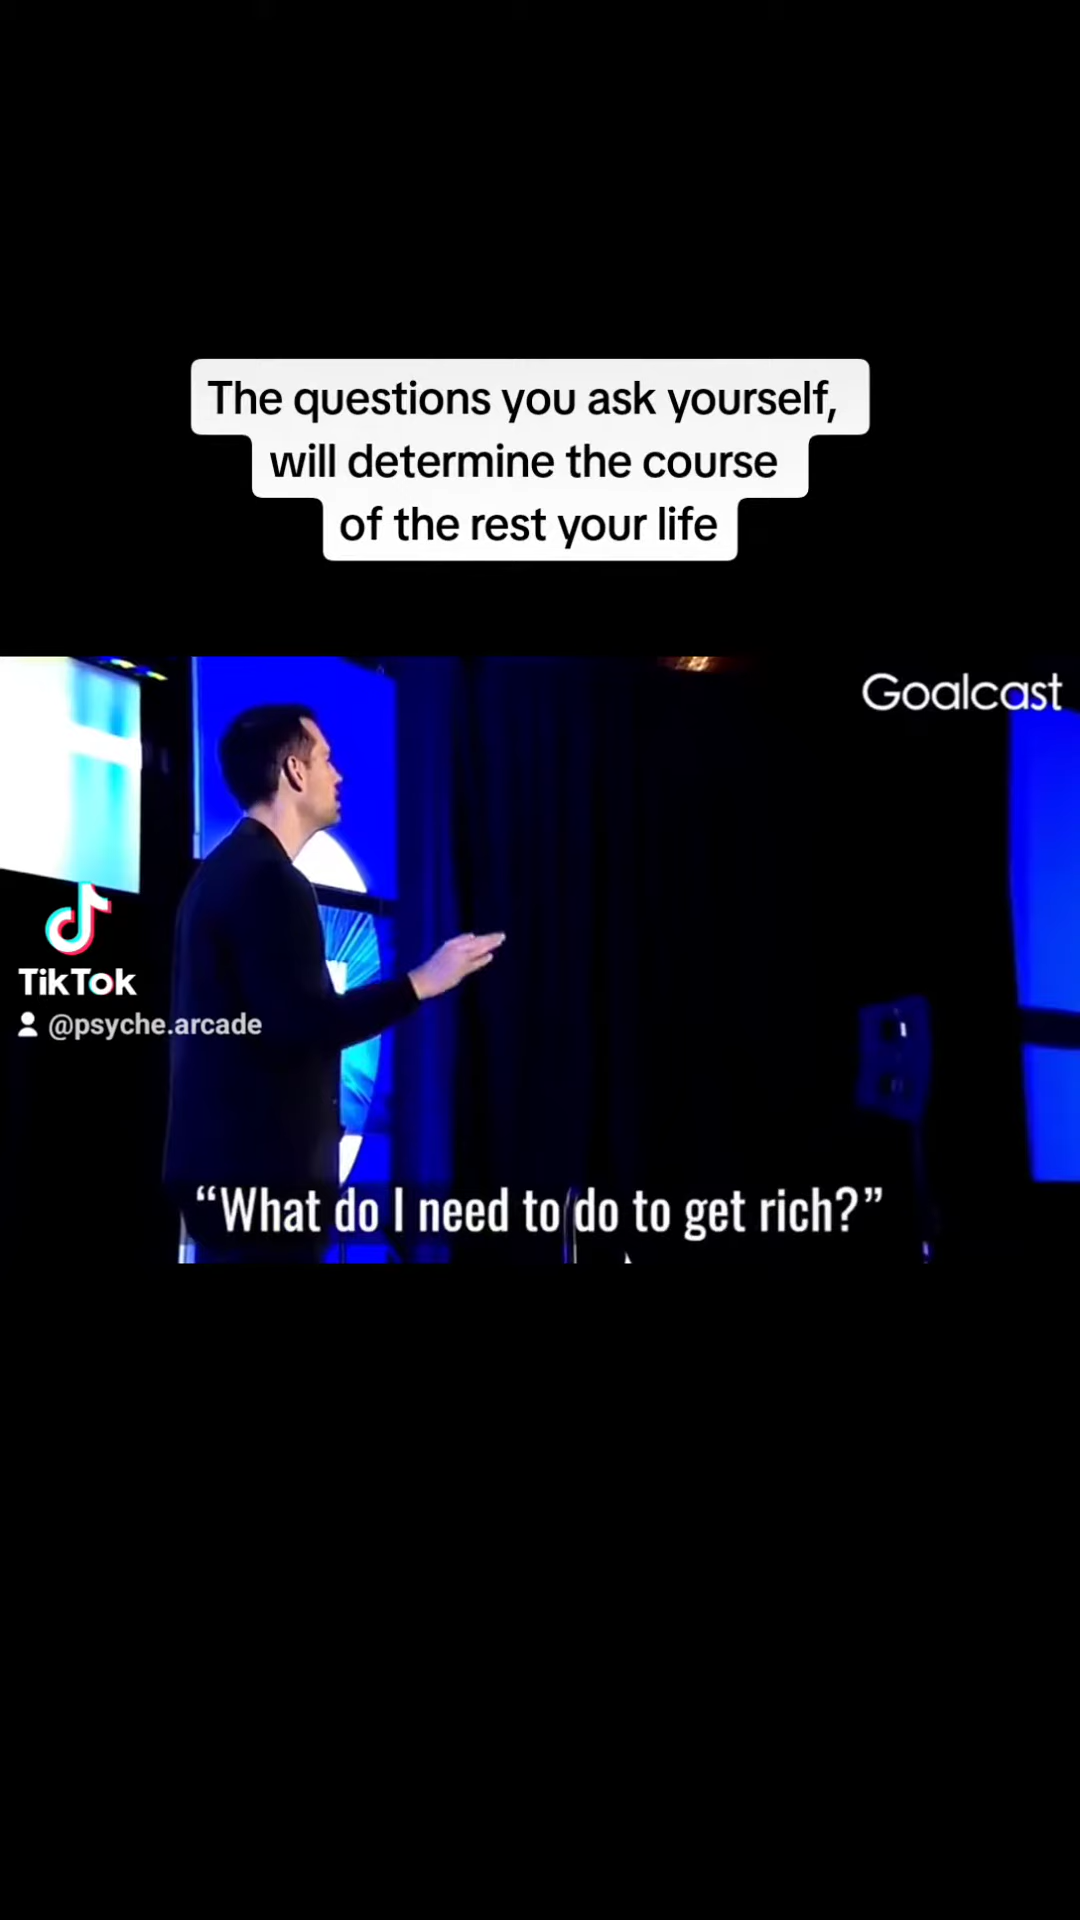 The questions you ask yourself,
will determine the course
of the rest your life
Goalcast
TikTok
@psyche.arcade
“What do I need to do to get rich?”